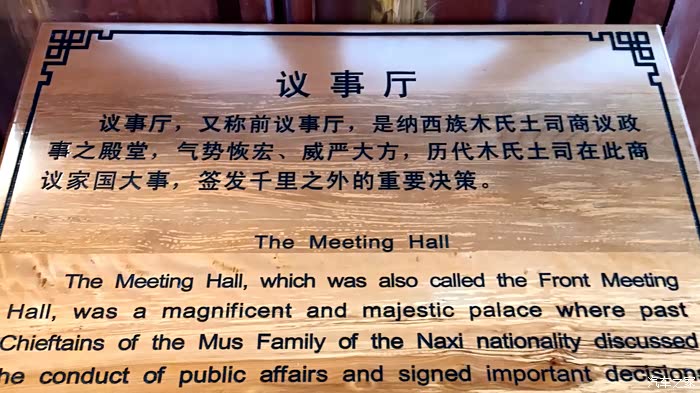 议事厅
议事厅，又称前议事厅，是纳西族木氏土司商议政
事之殿堂，气势恢宏、威严大方，历代木氏土司在此商
议家国大事，签发千里之外的重要决策。
The Meeting Hall
The Meeting Hall, which was also called the Front Meeting
Hall, was a magnificent and majestic palace where past
Chieftains of the Mus Family of the Naxi nationality discussed
he conduct of public affairs and signed important decisions
汽车之家